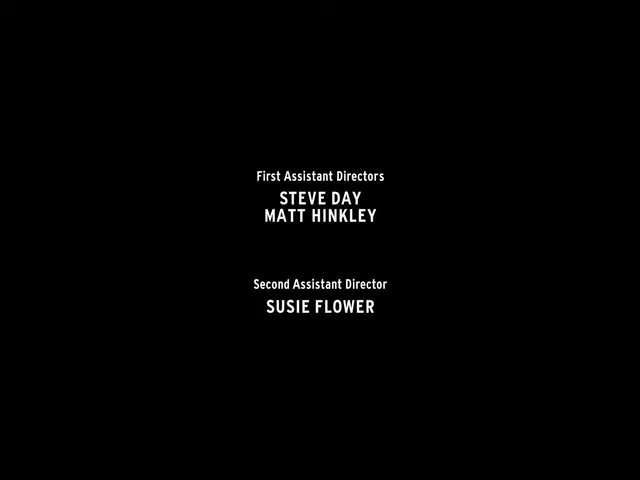 First Assistant Directors
STEVE DAY
MATT HINKLEY
Second Assistant Director
SUSIE FLOWER